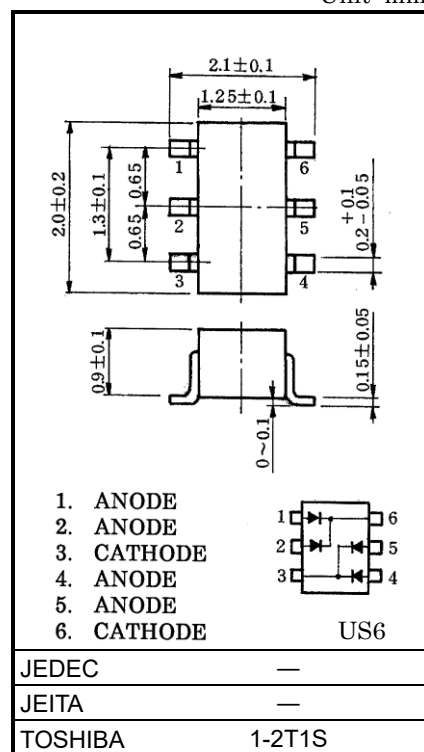 2.1±0.1
1.25±0.1
1
6
2
5
3
4
2.0±0.2
1.3±0.1
0.65
0.65
+0.1
0.2-0.05
0.9±0.1
0.15±0.05
0~0.1
1. ANODE
2. ANODE
3. CATHODE
4. ANODE
5. ANODE
6. CATHODE
1
6
2
5
3
4
US6
JEDEC —
JEITA —
TOSHIBA 1-2T1S